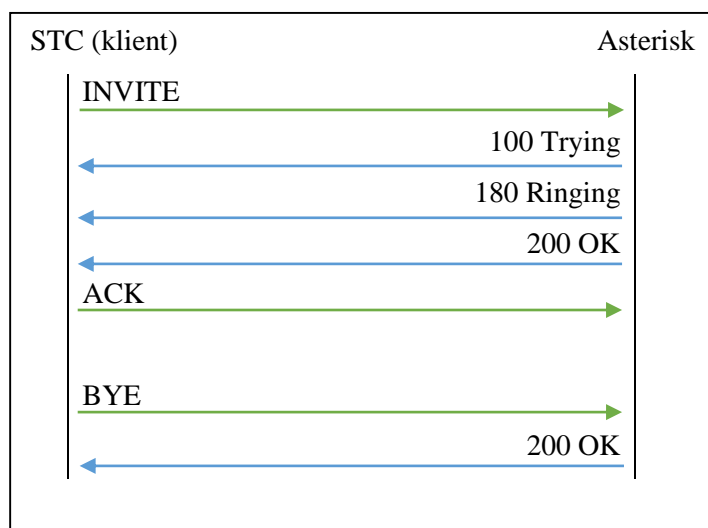 STC (klient) Asterisk
INVITE
100 Trying
180 Ringing
200 OK
ACK
BYE
200 OK